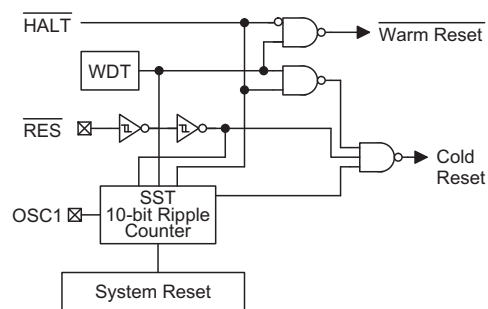 HALT
Warm Reset
WDT
RES
Cold
Reset
SST
OSC1
10-bit Ripple
Counter
System Reset